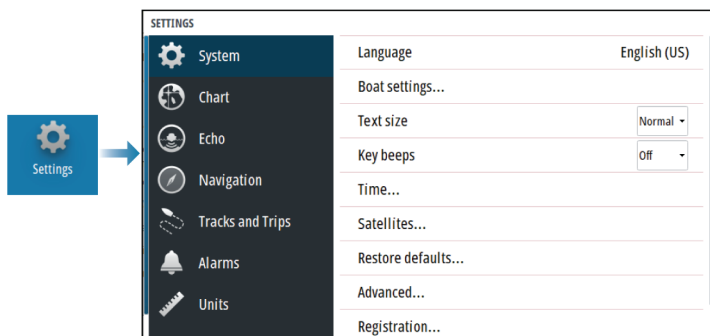 SETTINGS
Settings
System
Chart
Echo
Navigation
Tracks and Trips
Alarms
Units
Language English (US)
Boat settings...
Text size Normal
Key beeps Off
Time...
Satellites...
Restore defaults...
Advanced...
Registration...